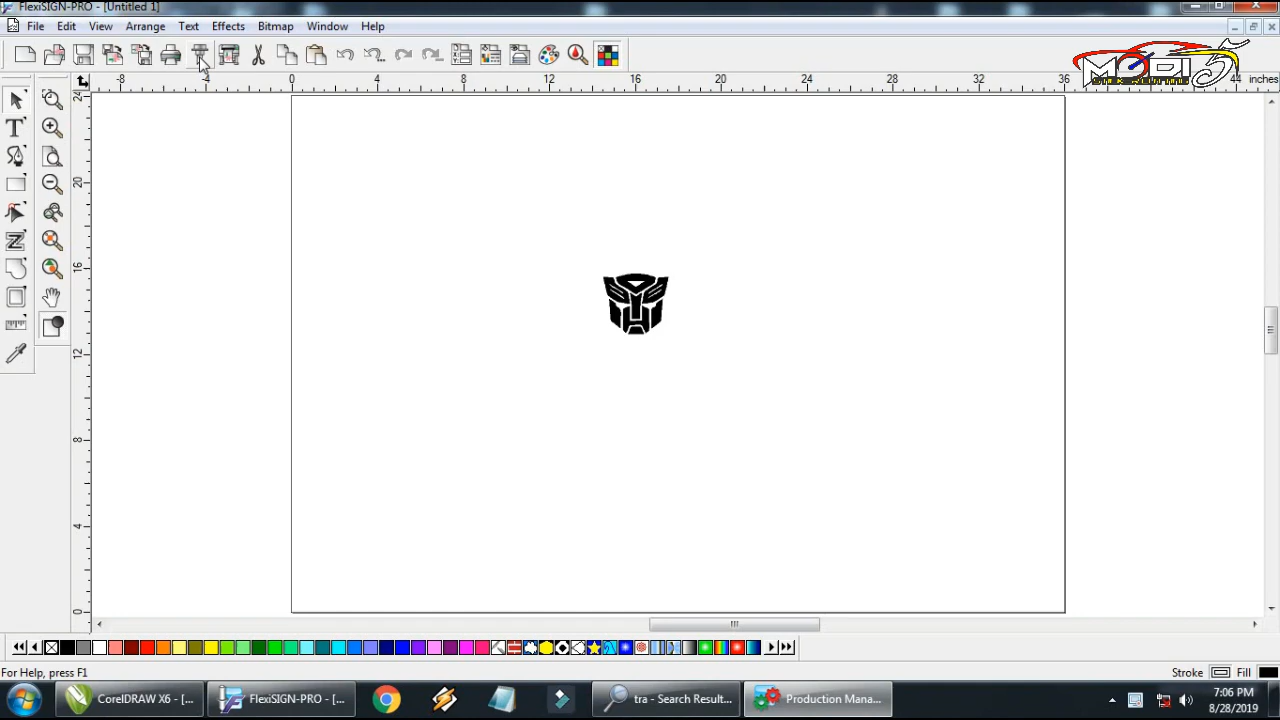 FlexiSIGN-PRO - [Untitled 1]
File Edit View Arrange Text Effects Bitmap Window Help
-8 -4 0 4 8 12 16 20 24 28 32 36 44 inches
MORI 5
24
20
16
12
8
4
0
For Help, press F1
Stroke Fill
CorelDRAW X6 - [... FlexiSIGN-PRO - [... tra - Search Result... Production Mana...
7:06 PM
8/28/2019